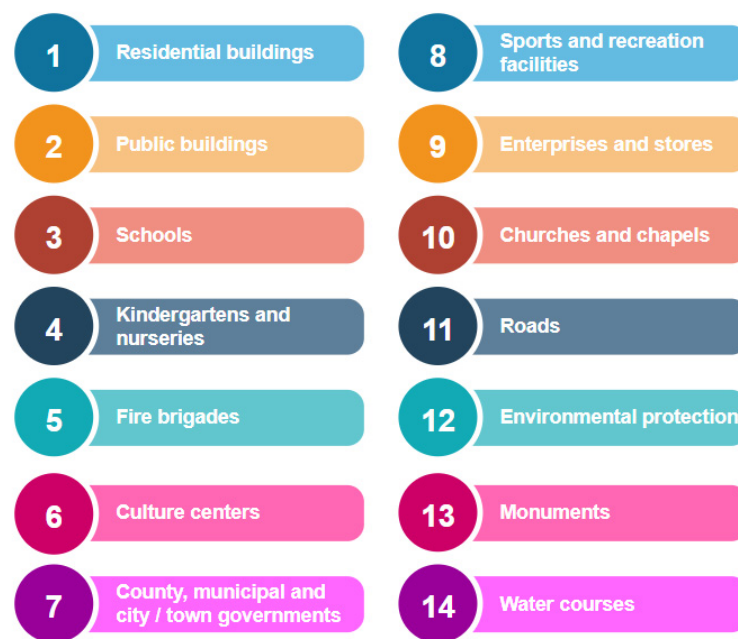 1
Residential buildings
2
Public buildings
3
Schools
4
Kindergartens and
nurseries
5
Fire brigades
6
Culture centers
7
County, municipal and
city / town governments
8
Sports and recreation
facilities
9
Enterprises and stores
10
Churches and chapels
11
Roads
12
Environmental protection
13
Monuments
14
Water courses